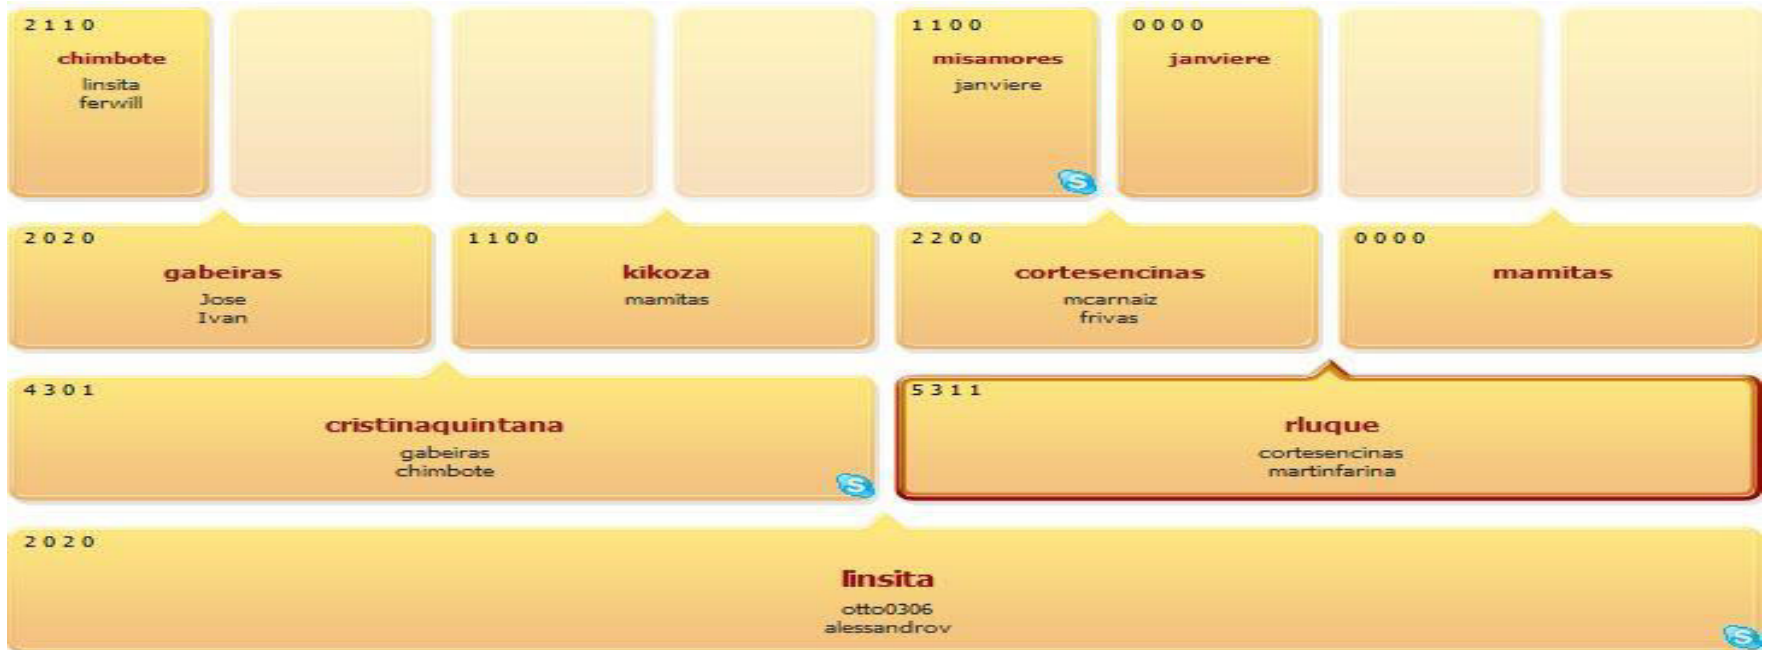 2 1 1 0
chimbote
linsita
ferwill
1 1 0 0
misamores
janviere
0 0 0 0
janviere
2 0 2 0
gabeiras
Jose
Ivan
1 1 0 0
kikoza
mamitas
2 2 0 0
cortesencinas
mcarnaiz
frivas
0 0 0 0
mamitas
4 3 0 1
cristinaquintana
gabeiras
chimbote
5 3 1 1
rluque
cortesencinas
martinfarina
2 0 2 0
linsita
otto0306
alessandrov